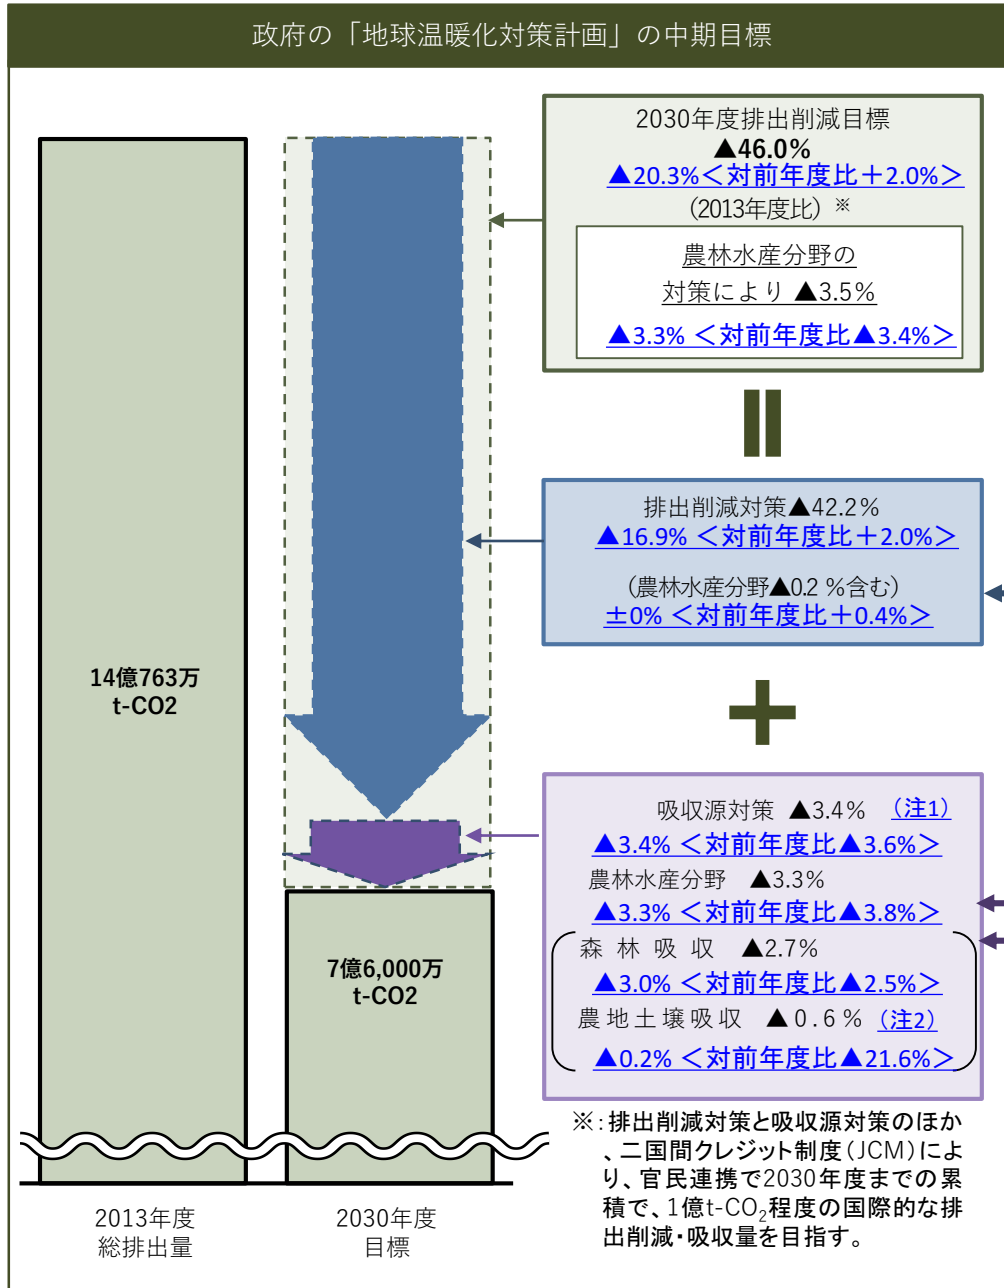 政府の「地球温暖化対策計画」の中期目標
2030年度排出削減目標
▲46.0%
▲20.3%＜対前年度比＋2.0%＞
（2013年度比）※
農林水産分野の
対策により ▲3.5%
▲3.3% ＜対前年度比▲3.4%＞
排出削減対策▲42.2%
▲16.9% ＜対前年度比＋2.0%＞
（農林水産分野▲0.2 %含む）
±0% ＜対前年度比＋0.4%＞
＋
吸収源対策 ▲3.4% （注1）
▲3.4% ＜対前年度比▲3.6%＞
農林水産分野 ▲3.3%
▲3.3% ＜対前年度比▲3.8%＞
森 林 吸 収 ▲2.7%
▲3.0% ＜対前年度比▲2.5%＞
農地土壌吸収 ▲0.6% （注2）
▲0.2% ＜対前年度比▲21.6%＞
14億763万
t-CO2
7億6,000万
t-CO2
2013年度
総排出量
2030年度
目標
※：排出削減対策と吸収源対策のほか
、二国間クレジット制度（JCM）によ
り、官民連携で2030年度までの累
積で、1億t-CO₂程度の国際的な排
出削減・吸収量を目指す。